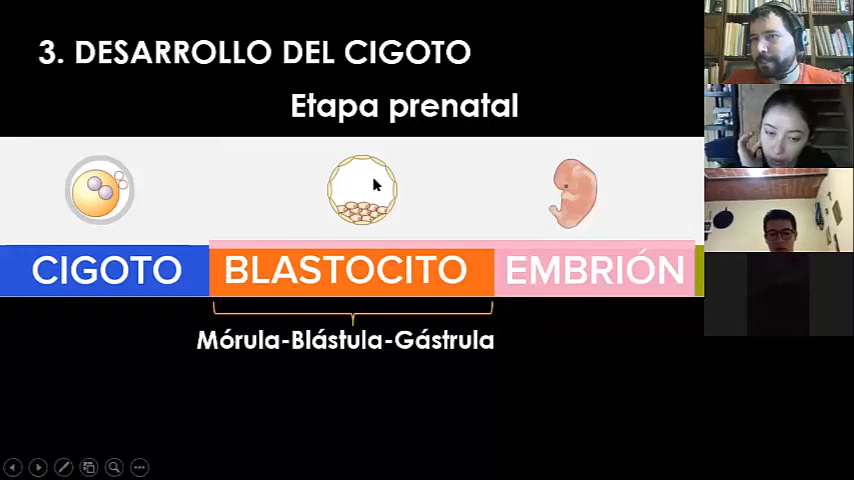 3. DESARROLLO DEL CIGOTO
Etapa prenatal
CIGOTO BLASTOCITO EMBRIÓN
Mórula-Blástula-Gástrula